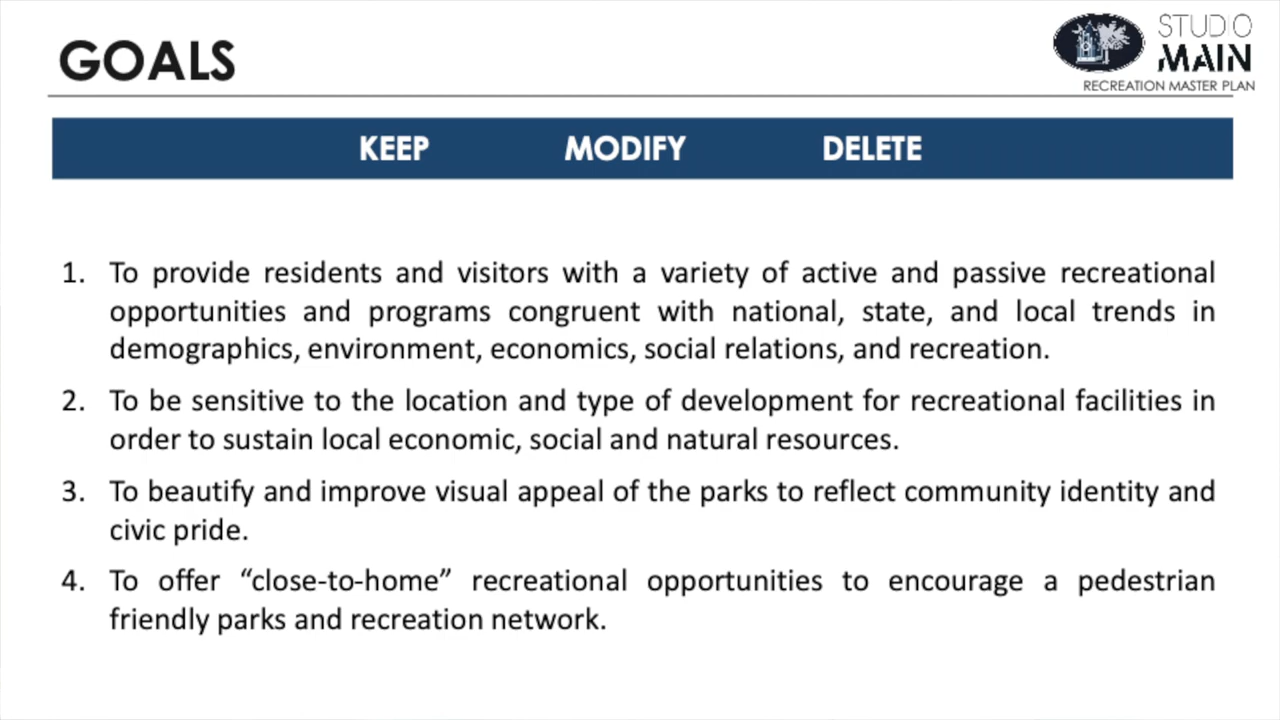 GOALS
STUDIO
MAIN
RECREATION MASTER PLAN
KEEP MODIFY DELETE
1. To provide residents and visitors with a variety of active and passive recreational
opportunities and programs congruent with national, state, and local trends in
demographics, environment, economics, social relations, and recreation.
2. To be sensitive to the location and type of development for recreational facilities in
order to sustain local economic, social and natural resources.
3. To beautify and improve visual appeal of the parks to reflect community identity and
civic pride.
4. To offer “close-to-home” recreational opportunities to encourage a pedestrian
friendly parks and recreation network.